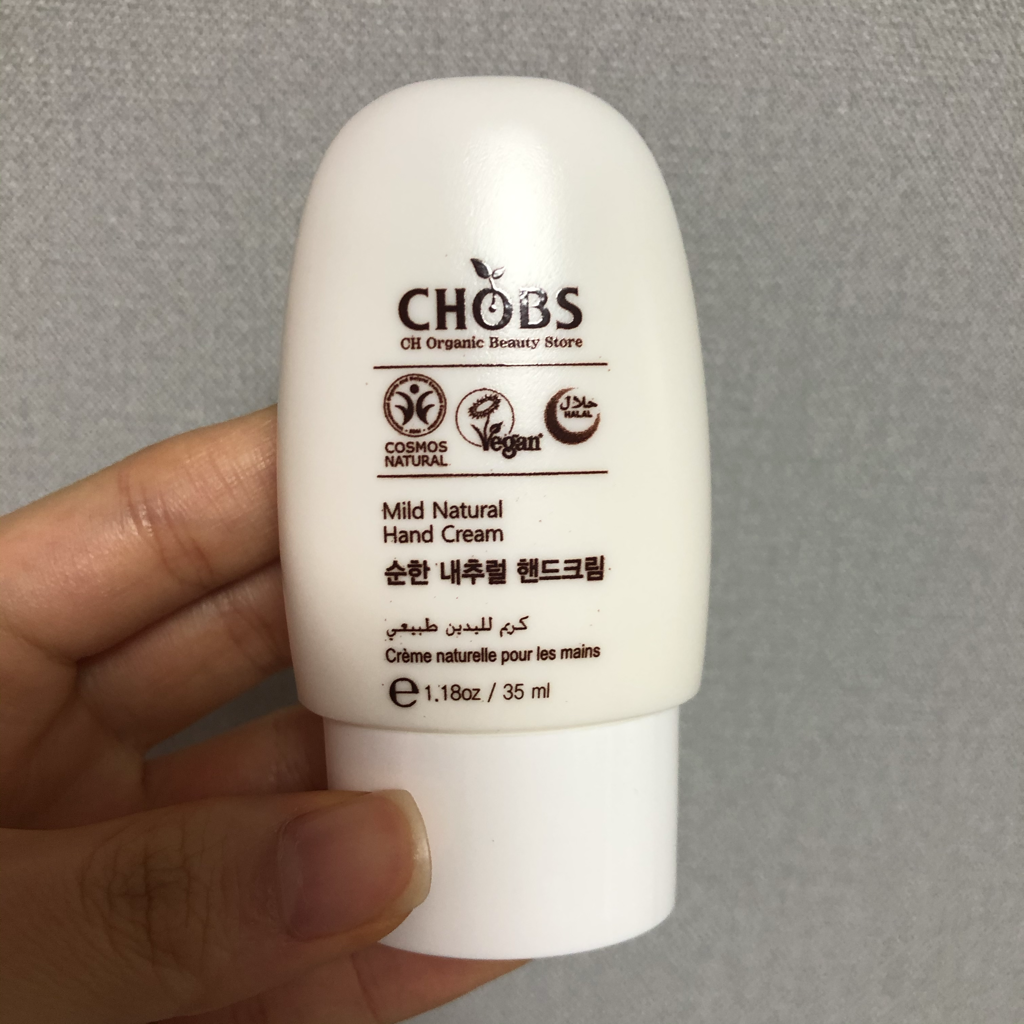 CHOBS
CH Organic Beauty Store
COSMOS
NATURAL
Vegan
حلال
HALAL
Mild Natural
Hand Cream
순한 내추럴 핸드크림
كريم لليدين طبيعي
Crème naturelle pour les mains
e 1.18oz / 35 ml